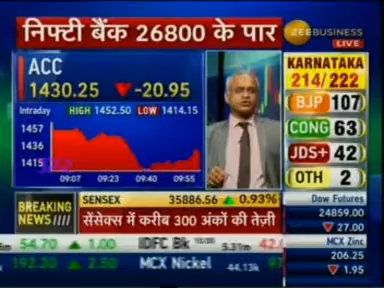 निफ्टी बैंक 26800 के पार
ZEE BUSINESS
LIVE
ACC
1430.25 ▼ -20.95
Intraday HIGH 1452.50 LOW 1414.15
1457
1436
1415
09:07 09:23 09:40 09:55
KARNATAKA
214/222
BJP 107
CONG 63
JDS+ 42
OTH 2
BREAKING NEWS
SENSEX 35886.56 ▲ 0.93%
सेंसेक्स में करीब 300 अंकों की तेज़ी
Dow Futures
24859.00
▼ 27.00
MCX Zinc
206.25
▼ 1.95
54.70 ▲ 1.00 IDFC Bk 5.31m 42
192.30 ▲ 2.50 MCX Nickel 44.13k